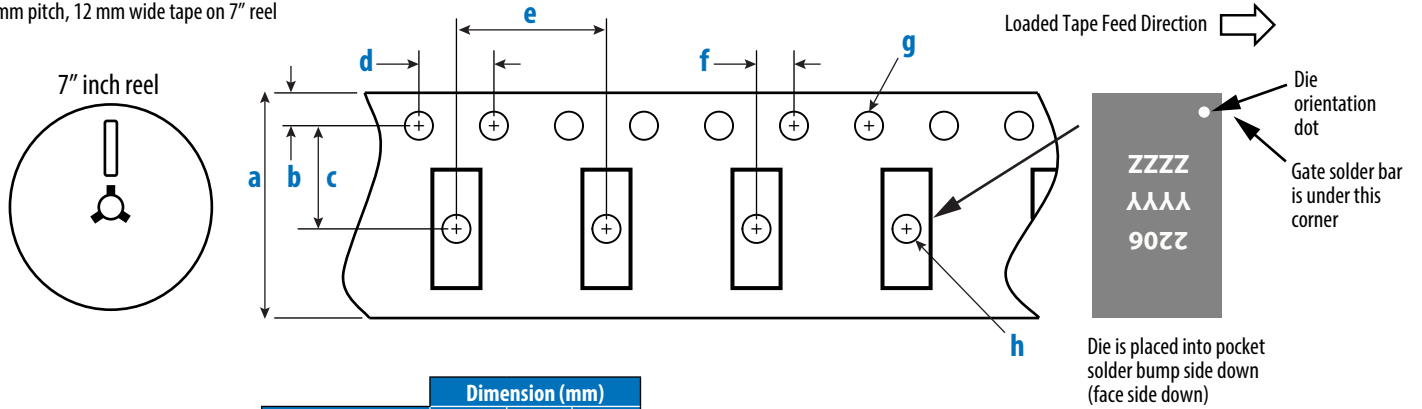 mm pitch, 12 mm wide tape on 7” reel
Loaded Tape Feed Direction
7” inch reel
a
b
c
d
e
f
g
h
Die
orientation
dot
Gate solder bar
is under this
corner
2206
YYYY
ZZZZ
Die is placed into pocket
solder bump side down
(face side down)
Dimension (mm)